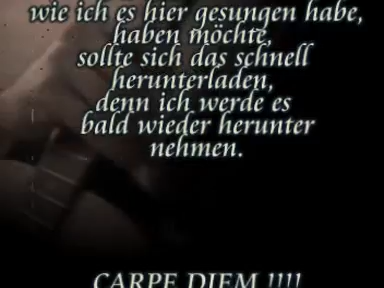 wie ich es hier gesungen habe,
haben möchte,
sollte sich das schnell
herunterladen,
denn ich werde es
bald wieder herunter
nehmen.
CARPE DIEM !!!!